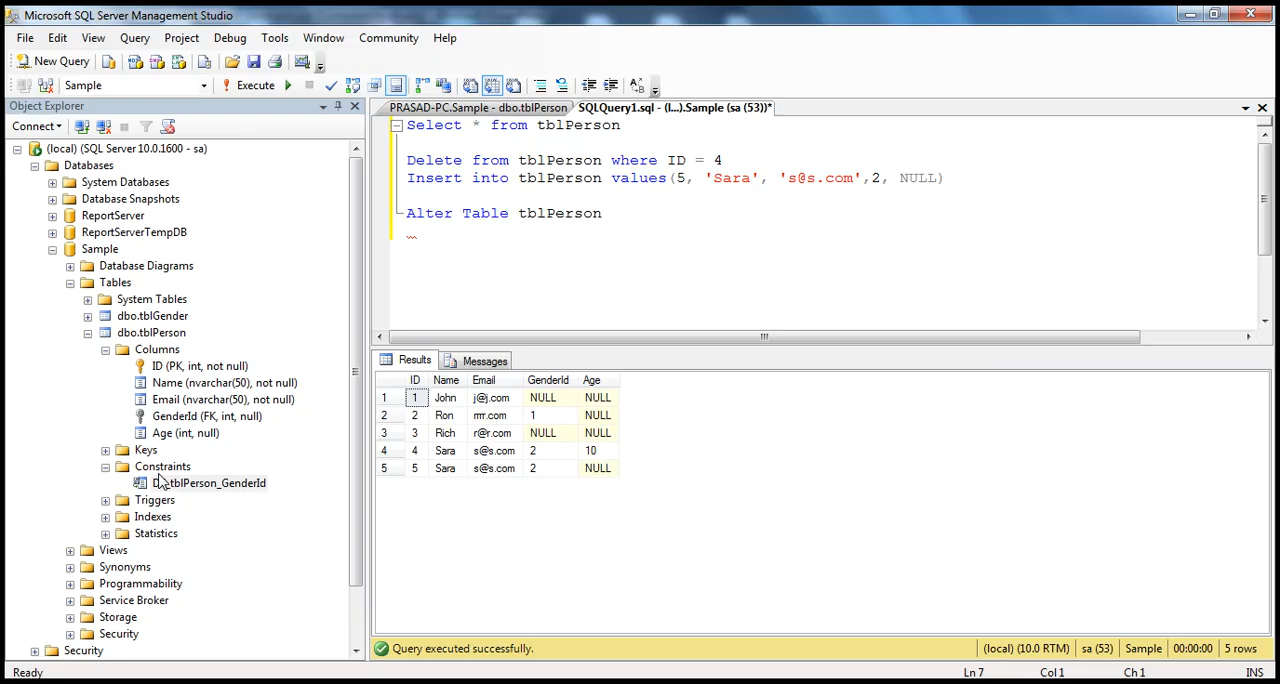 Microsoft SQL Server Management Studio
File Edit View Query Project Debug Tools Window Community Help
New Query
Sample Execute
Object Explorer
PRASAD-PC.Sample - dbo.tblPerson SQLQuery1.sql - (l...).Sample (sa (53))*
Connect
(local) (SQL Server 10.0.1600 - sa)
Databases
System Databases
Database Snapshots
ReportServer
ReportServerTempDB
Sample
Database Diagrams
Tables
System Tables
dbo.tblGender
dbo.tblPerson
Columns
ID (PK, int, not null)
Name (nvarchar(50), not null)
Email (nvarchar(50), not null)
GenderId (FK, int, null)
Age (int, null)
Keys
Constraints
tblPerson_GenderId
Triggers
Indexes
Statistics
Views
Synonyms
Programmability
Service Broker
Storage
Security
Security
Select * from tblPerson
Delete from tblPerson where ID = 4
Insert into tblPerson values(5, 'Sara', 's@s.com',2, NULL)
Alter Table tblPerson
Results Messages
ID Name Email GenderId Age
1 1 John j@j.com NULL NULL
2 2 Ron 1 NULL
3 3 Rich r@r.com NULL NULL
4 4 Sara s@s.com 2 10
5 5 Sara s@s.com 2 NULL
Query executed successfully. (local) (10.0 RTM) sa (53) Sample 00:00:00 5 rows
Ready Ln 7 Col 1 Ch 1 INS